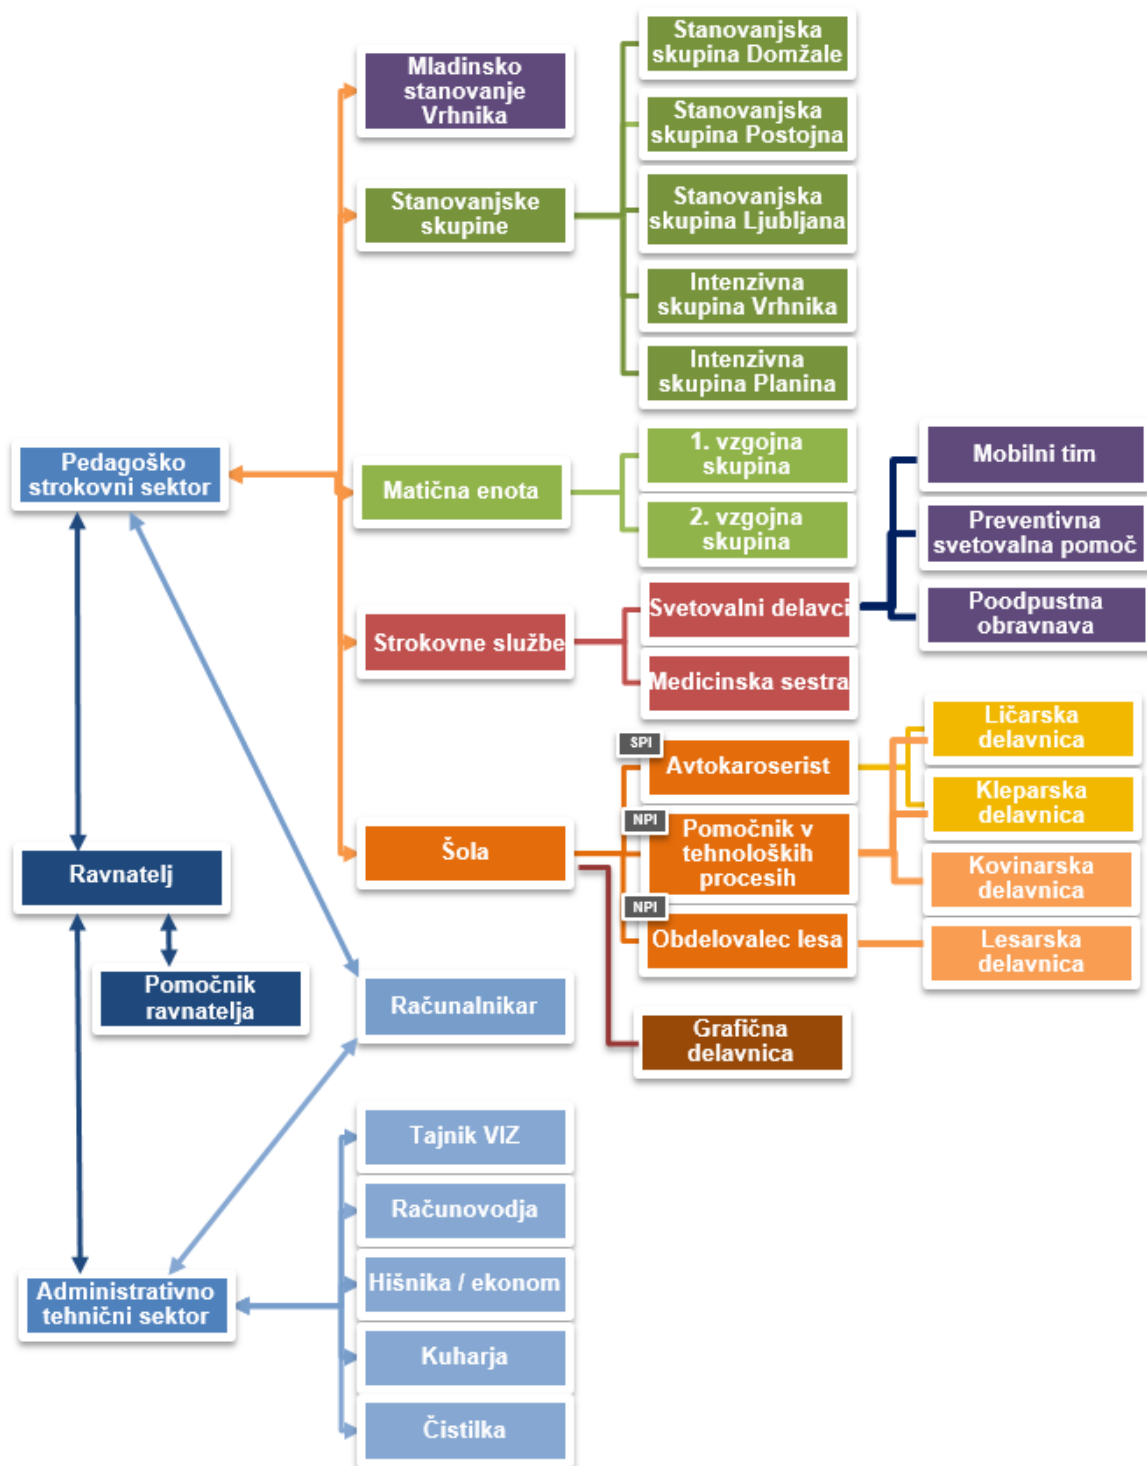 Mladinsko
stanovanje
Vrhnika
Stanovanjske
skupine
Stanovanjska
skupina Domžale
Stanovanjska
skupina Postojna
Stanovanjska
skupina Ljubljana
Intenzivna
skupina Vrhnika
Intenzivna
skupina Planina
Pedagoško
strokovni sektor
Matična enota
1. vzgojna
skupina
2. vzgojna
skupina
Strokovne službe
Svetovalni delavci
Medicinska sestra
Mobilni tim
Preventivna
svetovalna pomoč
Poodpustna
obravnava
Šola
SPI
Avtokaroserist
NPI
Pomočnik v
tehnoloških
procesih
NPI
Obdelovalec lesa
Ličarska
delavnica
Kleparska
delavnica
Kovinarska
delavnica
Lesarska
delavnica
Grafična
delavnica
Ravnatelj
Pomočnik
ravnatelja
Računalnikar
Administrativno
tehnični sektor
Tajnik VIZ
Računovodja
Hišnika / ekonom
Kuharja
Čistilka